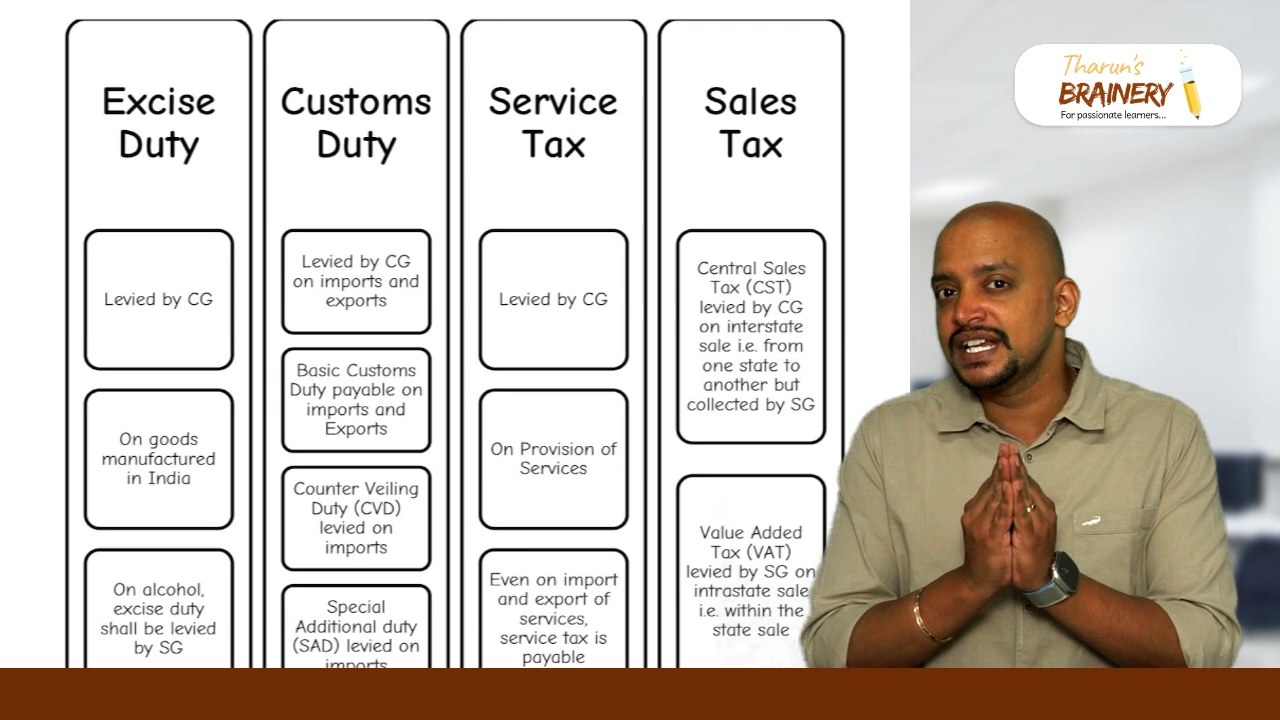 Excise
Duty
Levied by CG
On goods
manufactured
in India
On alcohol,
excise duty
shall be levied
by SG
Customs
Duty
Levied by CG
on imports and
exports
Basic Customs
Duty payable on
imports and
Exports
Counter Veiling
Duty (CVD)
levied on
imports
Special
Additional duty
(SAD) levied on
imports
Service
Tax
Levied by CG
On Provision of
Services
Even on import
and export of
services,
service tax is
payable
Sales
Tax
Central Sales
Tax (CST)
levied by CG
on interstate
sale i.e. from
one state to
another but
collected by SG
Value Added
Tax (VAT)
levied by SG on
intrastate sale
i.e. within the
state sale
Tharun's
BRAINERY
For passionate learners...